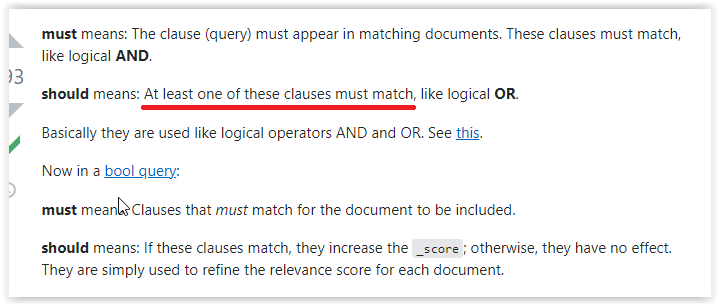 must means: The clause (query) must appear in matching documents. These clauses must match,
like logical AND.
should means: At least one of these clauses must match, like logical OR.
Basically they are used like logical operators AND and OR. See this.
Now in a bool query:
must means: Clauses that must match for the document to be included.
should means: If these clauses match, they increase the _score; otherwise, they have no effect.
They are simply used to refine the relevance score for each document.